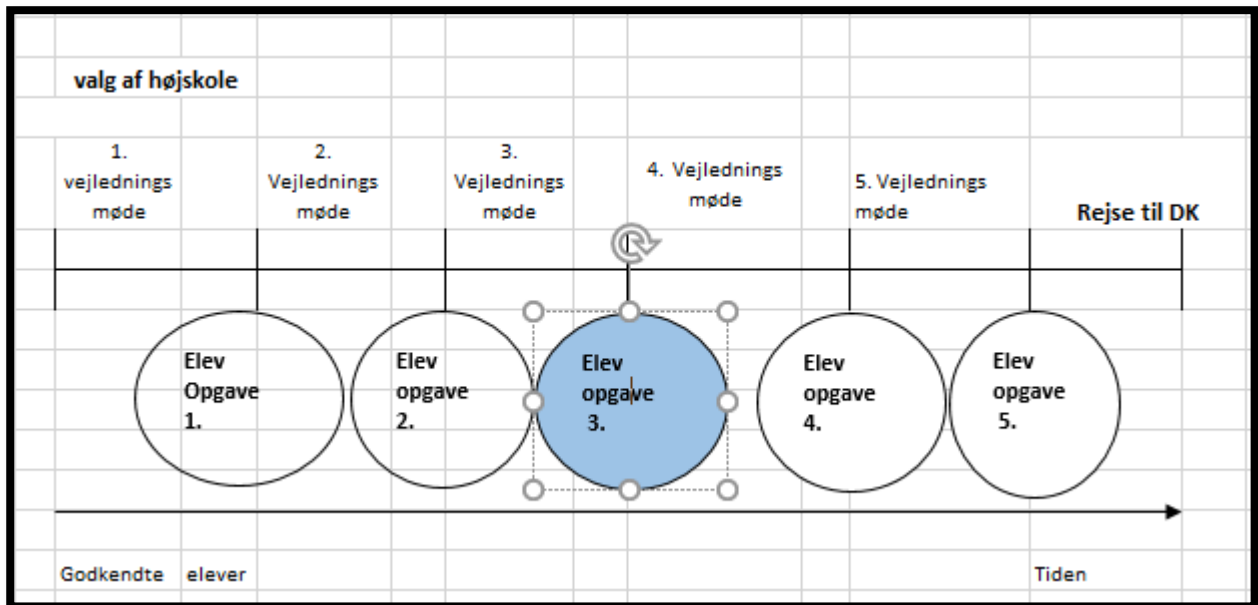 valg af højskole
1.
vejlednings
møde
2.
Vejlednings
møde
3.
Vejlednings
møde
4. Vejlednings
møde
5. Vejlednings
møde
Rejse til DK
Elev
Opgave
1.
Elev
opgave
2.
Elev
opgave
3.
Elev
opgave
4.
Elev
opgave
5.
Godkendte elever
Tiden